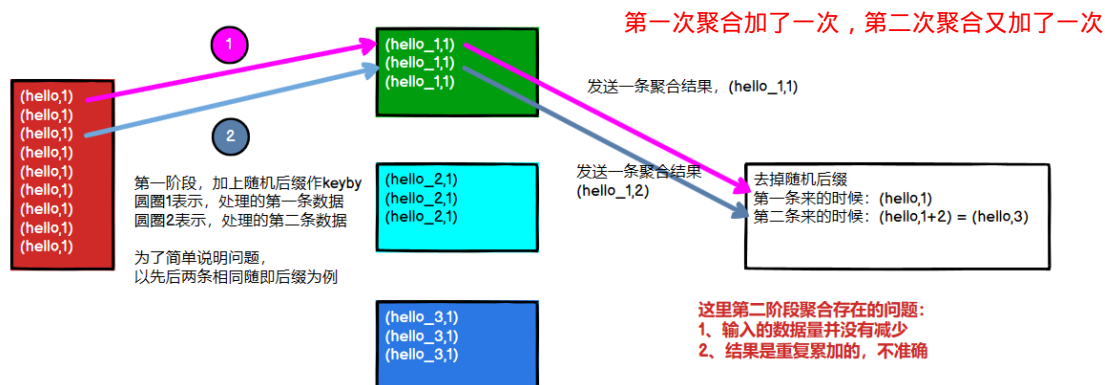 第一次聚合加了一次，第二次聚合又加了一次
1
(hello_1,1)
(hello_1,1)
(hello_1,1)
(hello,1)
(hello,1)
(hello,1)
(hello,1)
(hello,1)
(hello,1)
(hello,1)
(hello,1)
(hello,1)
2
发送一条聚合结果，(hello_1,1)
发送一条聚合结果
(hello_1,2)
第一阶段，加上随机后缀作keyby
圆圈1表示，处理的第一条数据
圆圈2表示，处理的第二条数据
为了简单说明问题，
以先后两条相同随即后缀为例
(hello_2,1)
(hello_2,1)
(hello_2,1)
去掉随机后缀
第一条来的时候：(hello,1)
第二条来的时候：(hello,1+2) = (hello,3)
(hello_3,1)
(hello_3,1)
(hello_3,1)
这里第二阶段聚合存在的问题：
1、输入的数据量并没有减少
2、结果是重复累加的，不准确